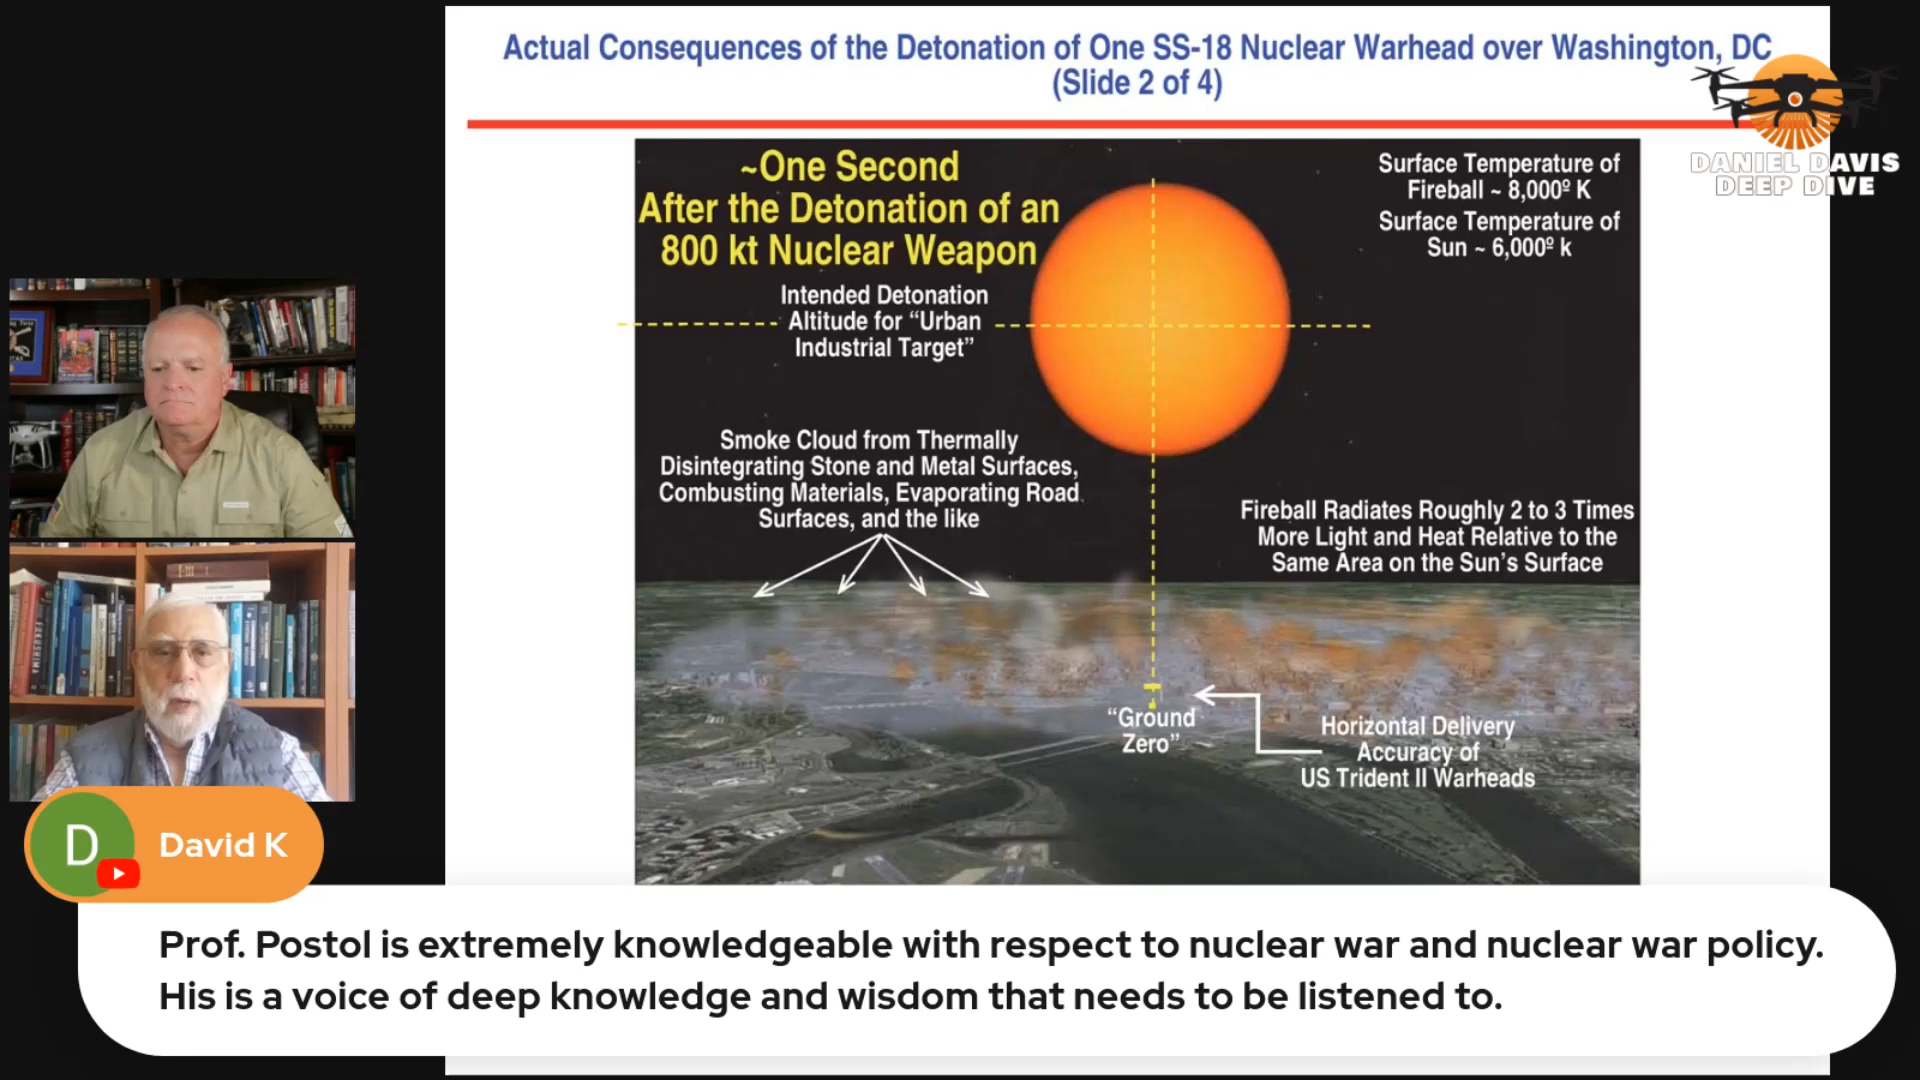 Actual Consequences of the Detonation of One SS-18 Nuclear Warhead over Washington, DC
(Slide 2 of 4)
DANIEL DAVIS
DEEP DIVE
~One Second
After the Detonation of an
800 kt Nuclear Weapon
Surface Temperature of
Fireball ~ 8,000º K
Surface Temperature of
Sun ~ 6,000º k
Intended Detonation
Altitude for “Urban
Industrial Target”
Smoke Cloud from Thermally
Disintegrating Stone and Metal Surfaces,
Combusting Materials, Evaporating Road
Surfaces, and the like
Fireball Radiates Roughly 2 to 3 Times
More Light and Heat Relative to the
Same Area on the Sun’s Surface
“Ground
Zero”
Horizontal Delivery
Accuracy of
US Trident II Warheads
D
David K
Prof. Postol is extremely knowledgeable with respect to nuclear war and nuclear war policy.
His is a voice of deep knowledge and wisdom that needs to be listened to.